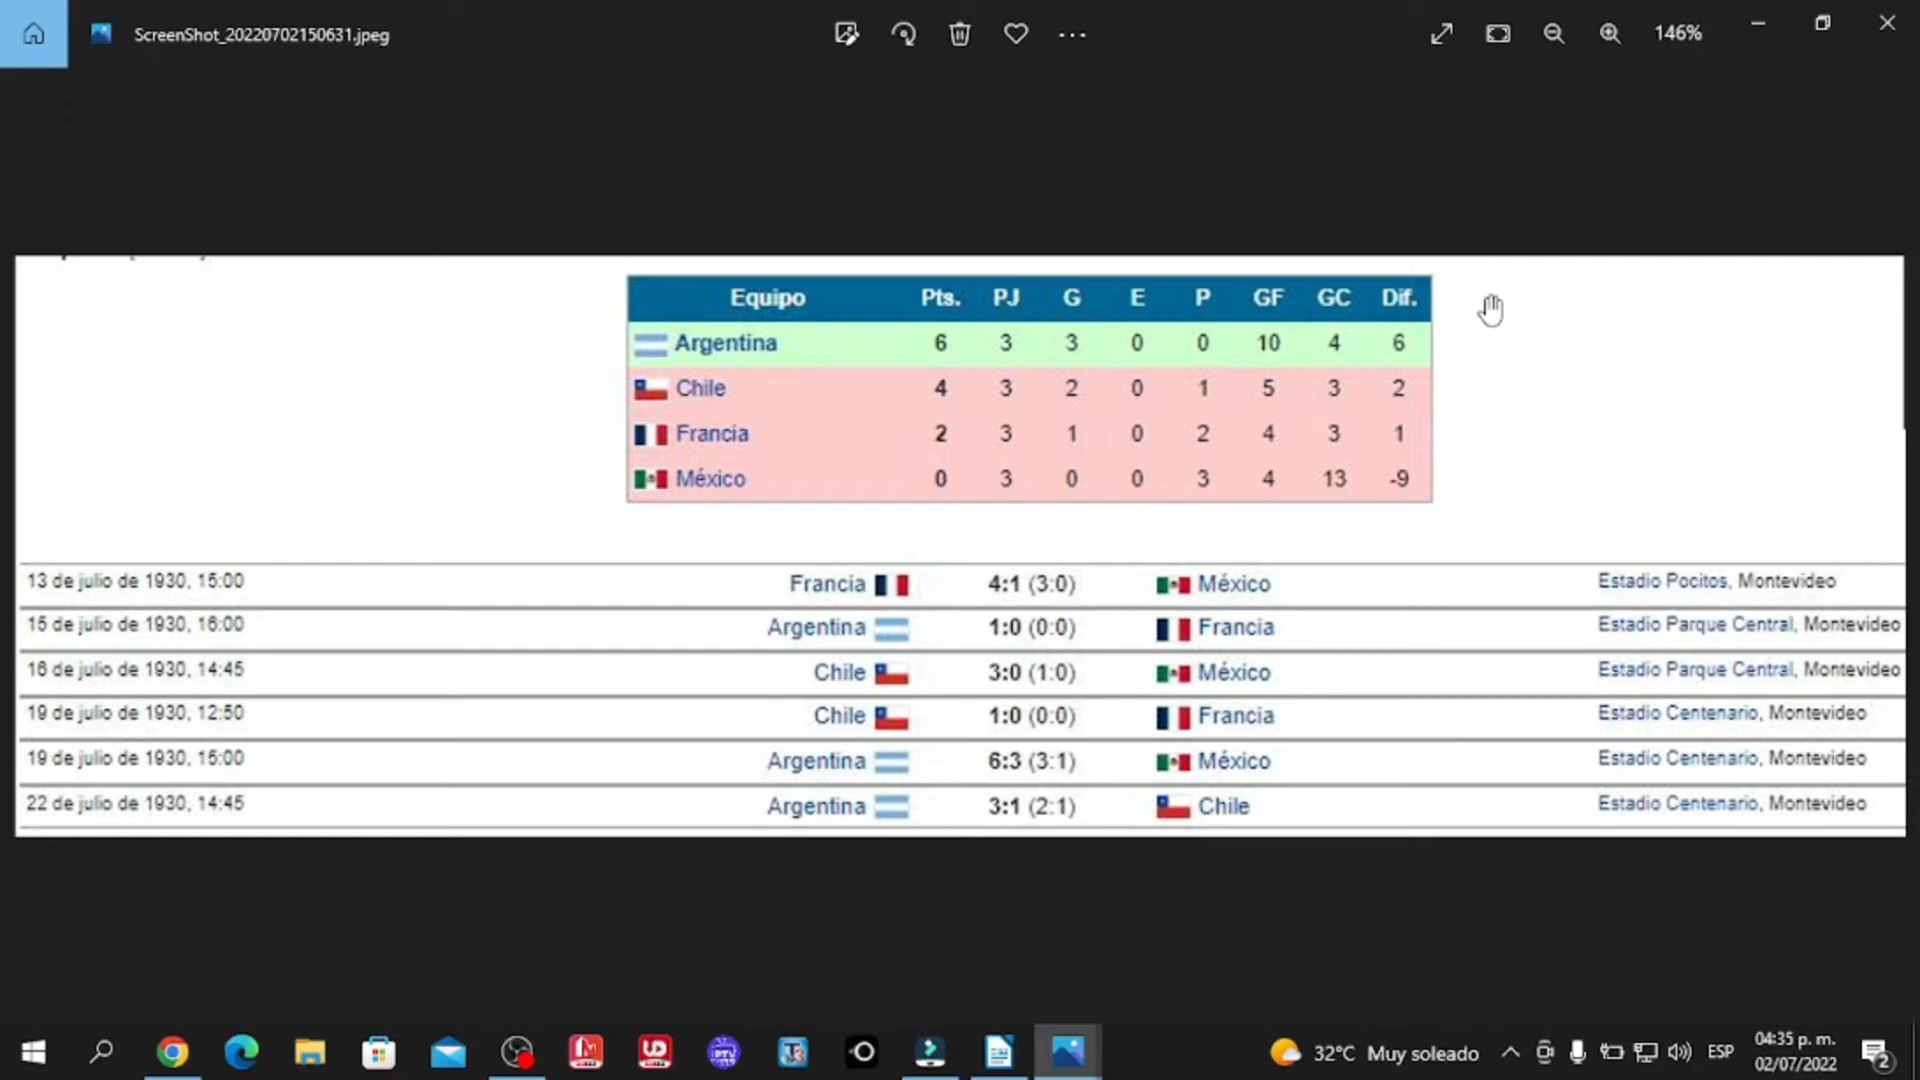 ScreenShot_20220702150631.jpeg
146%
Equipo Pts. PJ G E P GF GC Dif.
Argentina 6 3 3 0 0 10 4 6
Chile 4 3 2 0 1 5 3 2
Francia 2 3 1 0 2 4 3 1
México 0 3 0 0 3 4 13 -9
13 de julio de 1930, 15:00 Francia 4:1 (3:0) México Estadio Pocitos, Montevideo
15 de julio de 1930, 16:00 Argentina 1:0 (0:0) Francia Estadio Parque Central, Montevideo
16 de julio de 1930, 14:45 Chile 3:0 (1:0) México Estadio Parque Central, Montevideo
19 de julio de 1930, 12:50 Chile 1:0 (0:0) Francia Estadio Centenario, Montevideo
19 de julio de 1930, 15:00 Argentina 6:3 (3:1) México Estadio Centenario, Montevideo
22 de julio de 1930, 14:45 Argentina 3:1 (2:1) Chile Estadio Centenario, Montevideo
32°C Muy soleado ESP 04:35 p. m.
02/07/2022 2